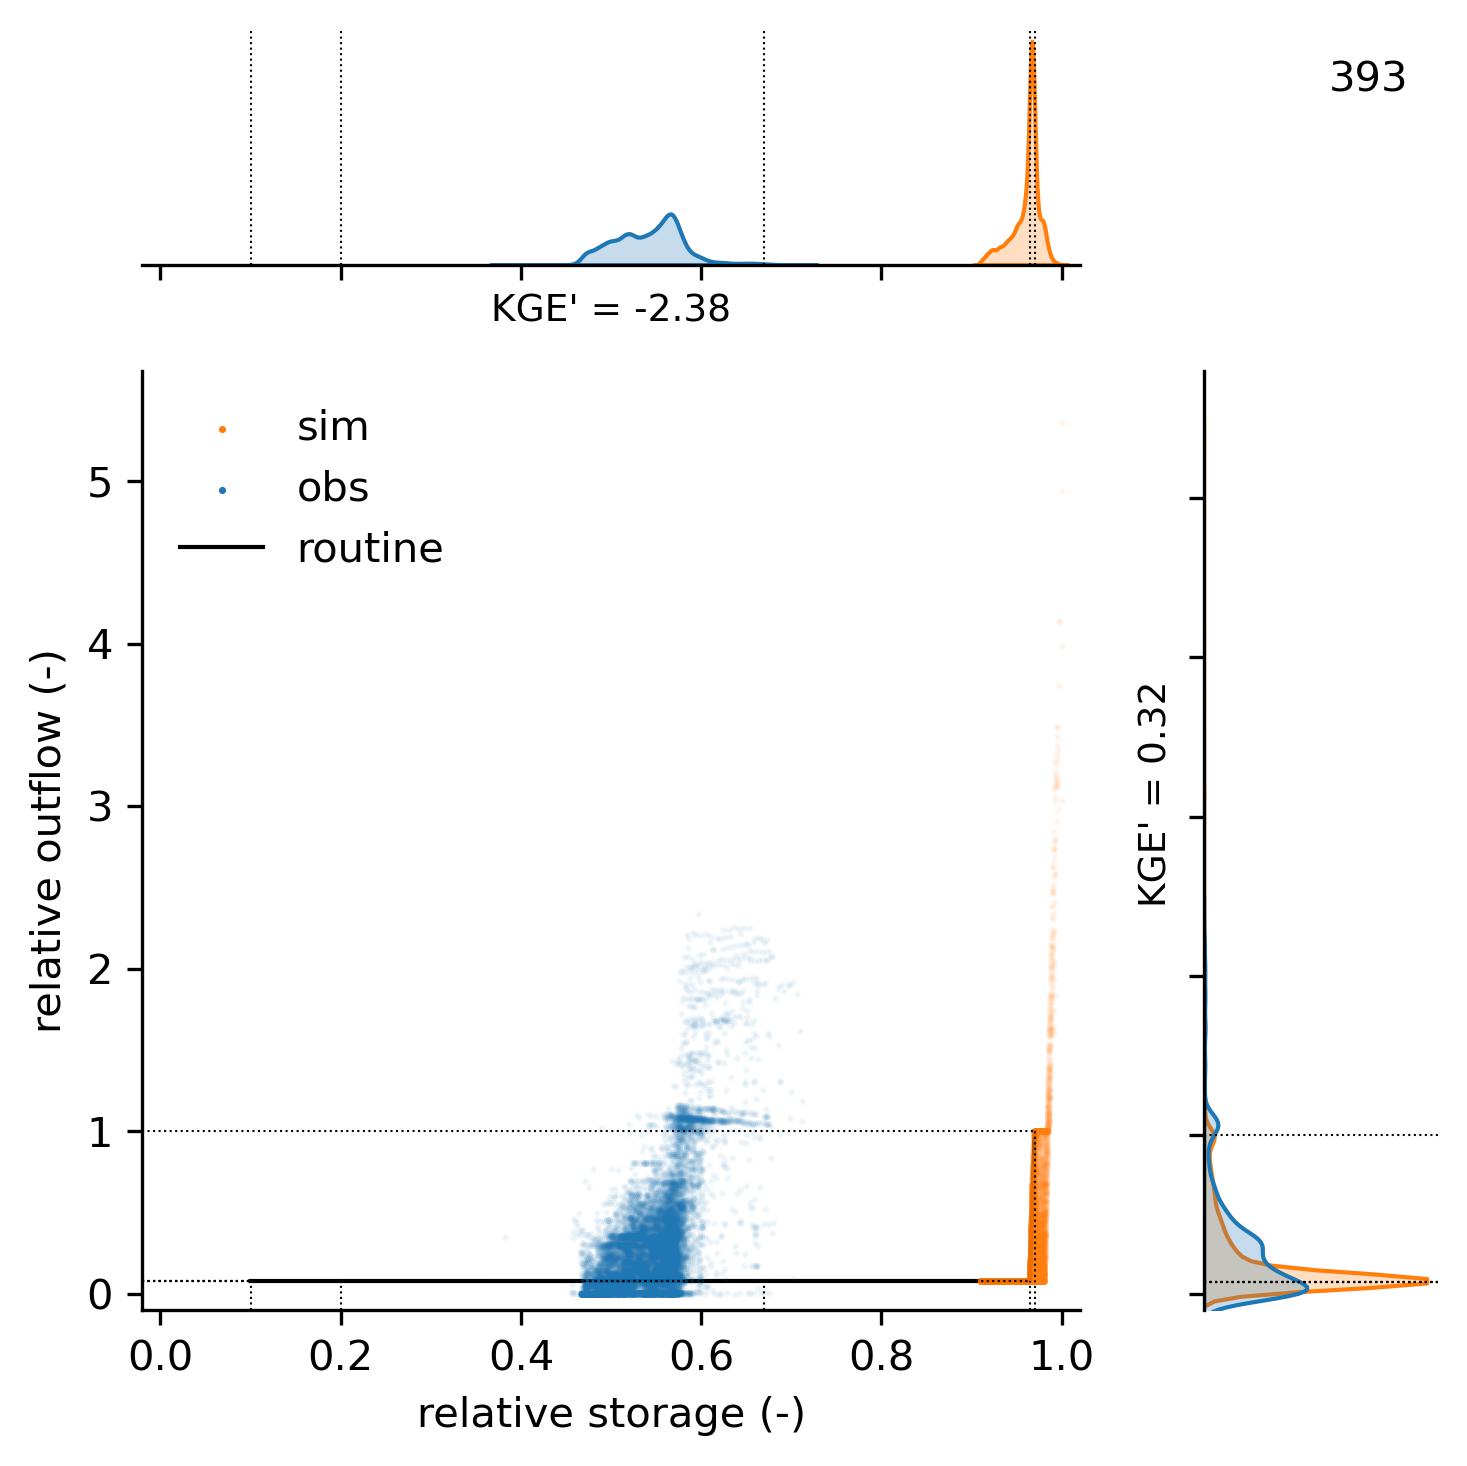 393
KGE' = -2.38
sim
obs
routine
5
4
3
2
1
0
relative outflow (-)
KGE' = 0.32
0.0 0.2 0.4 0.6 0.8 1.0
relative storage (-)